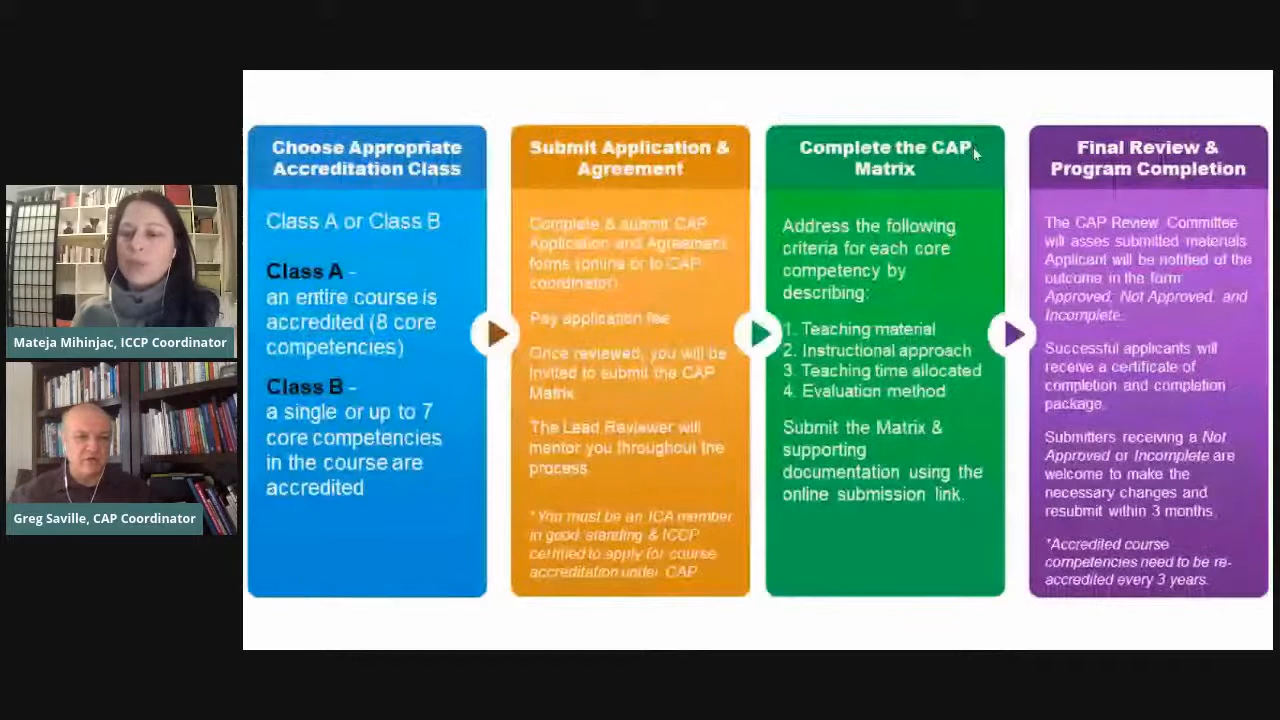 Mateja Mihinjac, ICCP Coordinator
Greg Saville, CAP Coordinator
Choose Appropriate
Accreditation Class
Class A or Class B
Class A -
an entire course is
accredited (8 core
competencies)
Class B -
a single or up to 7
core competencies
in the course are
accredited
Submit Application &
Agreement
Complete & submit CAP
Application and Agreement
forms (online or to CAP
coordinator)
Pay application fee
Once reviewed, you will be
invited to submit the CAP
Matrix
The Lead Reviewer will
mentor you throughout the
process
*You must be an ICA member
in good standing & ICCP
certified to apply for course
accreditation under CAP
Complete the CAP
Matrix
Address the following
criteria for each core
competency by
describing:
1. Teaching material
2. Instructional approach
3. Teaching time allocated
4. Evaluation method
Submit the Matrix &
supporting
documentation using the
online submission link.
Final Review &
Program Completion
The CAP Review Committee
will asses submitted materials
Applicant will be notified of the
outcome in the form
Approved, Not Approved, and
Incomplete.
Successful applicants will
receive a certificate of
completion and completion
package.
Submitters receiving a Not
Approved or Incomplete are
welcome to make the
necessary changes and
resubmit within 3 months.
*Accredited course
competencies need to be re-
accredited every 3 years.